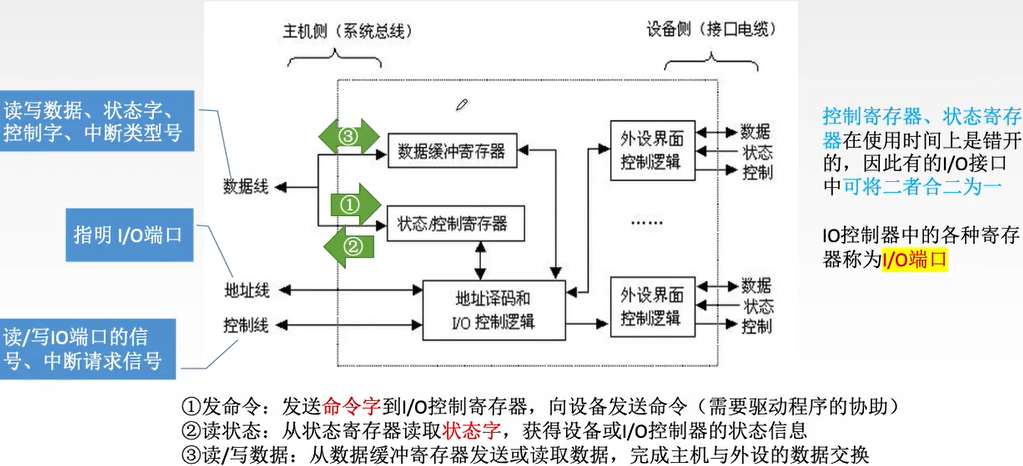 主机侧（系统总线）
设备侧（接口电缆）
读写数据、状态字、
控制字、中断类型号
指明 I/O端口
读/写IO端口的信
号、中断请求信号
数据线
地址线
控制线
③
①
②
数据缓冲寄存器
状态/控制寄存器
地址译码和
I/O 控制逻辑
外设界面
控制逻辑
数据
状态
控制
……
外设界面
控制逻辑
数据
状态
控制
控制寄存器、状态寄存
器在使用时间上是错开
的，因此有的I/O接口
中可将二者合二为一
IO控制器中的各种寄存
器称为I/O端口
①发命令：发送命令字到I/O控制寄存器，向设备发送命令（需要驱动程序的协助）
②读状态：从状态寄存器读取状态字，获得设备或I/O控制器的状态信息
③读/写数据：从数据缓冲寄存器发送或读取数据，完成主机与外设的数据交换